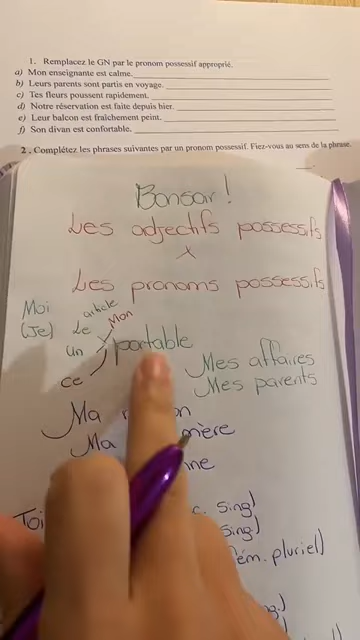 1. Remplacez le GN par le pronom possessif approprié.
a) Mon enseignante est calme.
b) Leurs parents sont partis en voyage.
c) Tes fleurs poussent rapidement.
d) Notre réservation est faite depuis hier.
e) Leur balcon est fraîchement peint.
f) Son divan est confortable.
2. Complétez les phrases suivantes par un pronom possessif. Fiez-vous au sens de la phrase.
Bonsoir !
Les adjectifs possessifs
x
Les pronoms possessifs
Moi
(Je)
article
Le
Mon
un
portable
ce
Mes affaires
Mes parents
Ma
Ma mère
Toi
c. sing)
sing)
ém. pluriel)